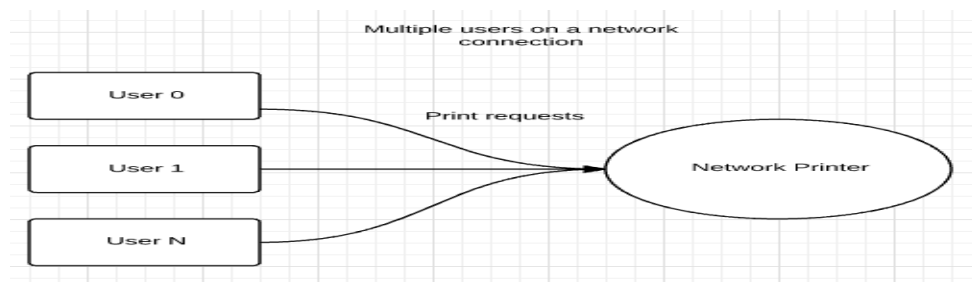 Multiple users on a network
connection
User 0
Print requests
User 1
Network Printer
User N